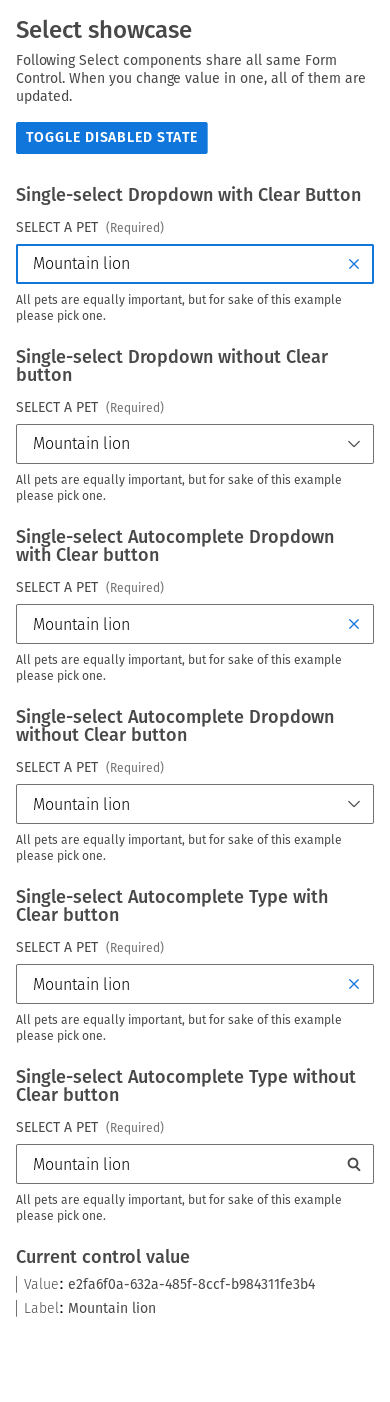 Select showcase
Following Select components share all same Form
Control. When you change value in one, all of them are
updated.
TOGGLE DISABLED STATE
Single-select Dropdown with Clear Button
SELECT A PET (Required)
Mountain lion
All pets are equally important, but for sake of this example
please pick one.
Single-select Dropdown without Clear
button
SELECT A PET (Required)
Mountain lion
All pets are equally important, but for sake of this example
please pick one.
Single-select Autocomplete Dropdown
with Clear button
SELECT A PET (Required)
Mountain lion
All pets are equally important, but for sake of this example
please pick one.
Single-select Autocomplete Dropdown
without Clear button
SELECT A PET (Required)
Mountain lion
All pets are equally important, but for sake of this example
please pick one.
Single-select Autocomplete Type with
Clear button
SELECT A PET (Required)
Mountain lion
All pets are equally important, but for sake of this example
please pick one.
Single-select Autocomplete Type without
Clear button
SELECT A PET (Required)
Mountain lion
All pets are equally important, but for sake of this example
please pick one.
Current control value
Value: e2fa6f0a-632a-485f-8ccf-b984311fe3b4
Label: Mountain lion